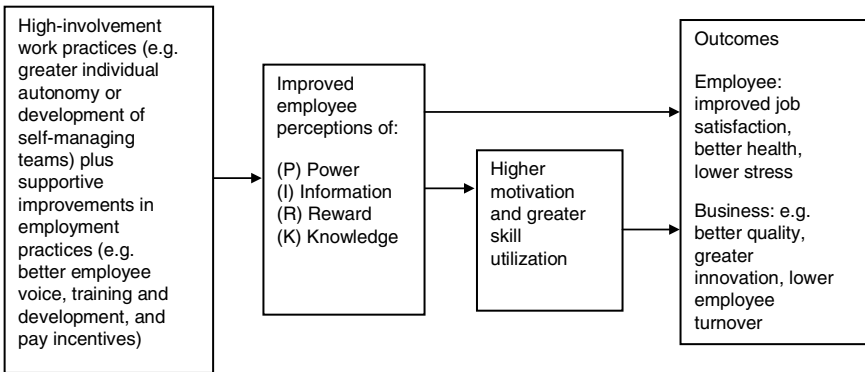 High-involvement
work practices (e.g.
greater individual
autonomy or
development of
self-managing
teams) plus
supportive
improvements in
employment
practices (e.g.
better employee
voice, training and
development, and
pay incentives)
Improved
employee
perceptions of:
(P) Power
(I) Information
(R) Reward
(K) Knowledge
Higher
motivation
and greater
skill
utilization
Outcomes
Employee:
improved job
satisfaction,
better health,
lower stress
Business: e.g.
better quality,
greater
innovation, lower
employee
turnover